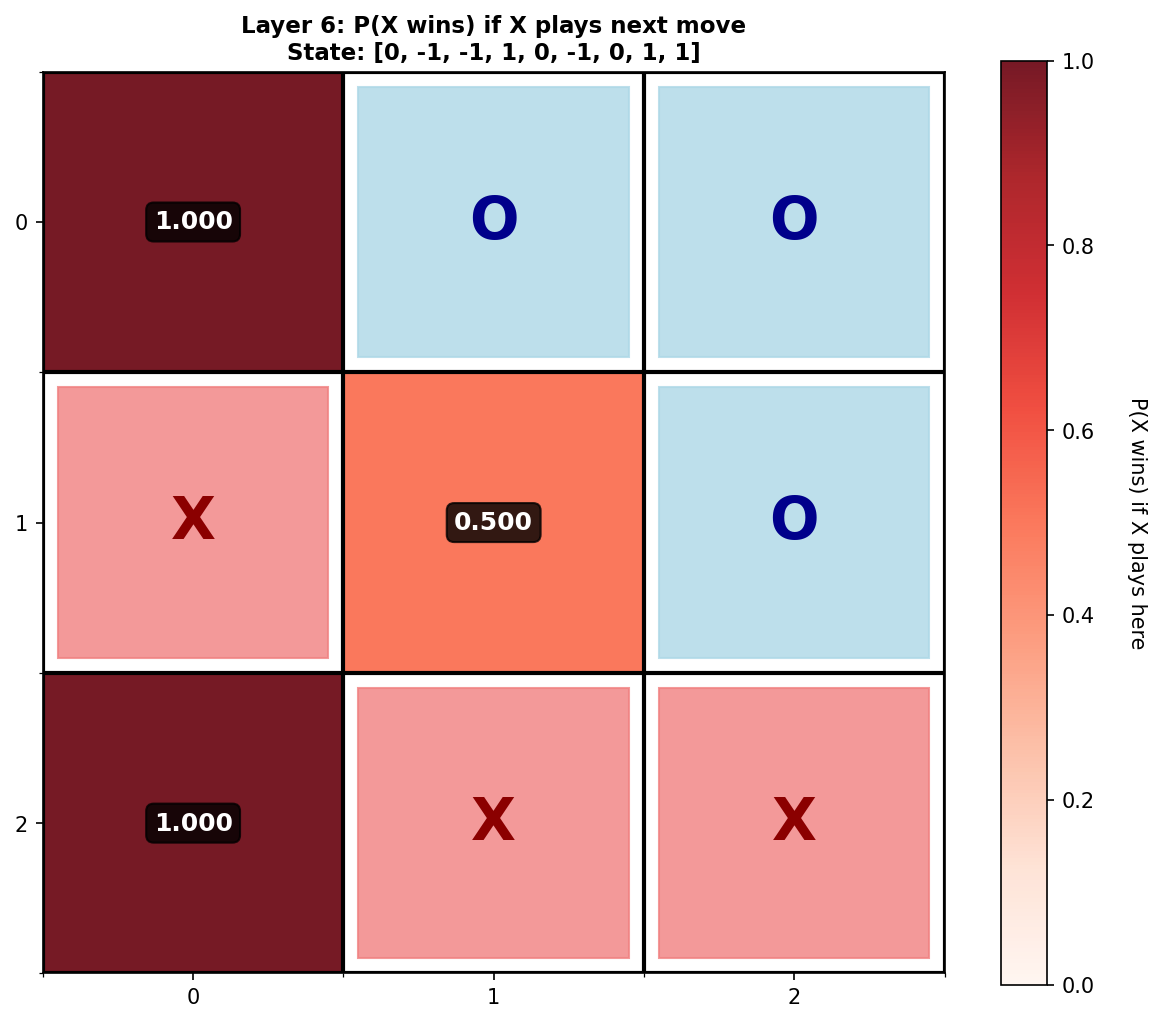 Layer 6: P(X wins) if X plays next move
State: [0, -1, -1, 1, 0, -1, 0, 1, 1]
0
1.000
O
O
1
X
0.500
O
2
1.000
X
X
0
1
2
1.0
0.8
0.6
0.4
0.2
0.0
P(X wins) if X plays here